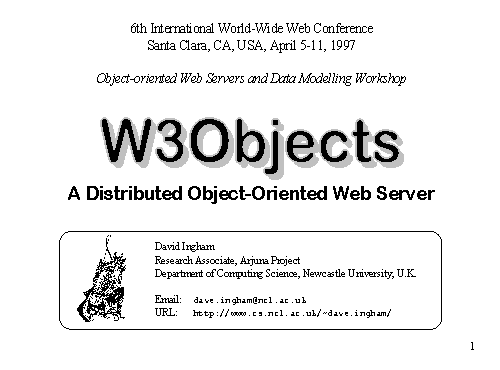 6th International World-Wide Web Conference
Santa Clara, CA, USA, April 5-11, 1997
Object-oriented Web Servers and Data Modelling Workshop
W3Objects
A Distributed Object-Oriented Web Server
David Ingham
Research Associate, Arjuna Project
Department of Computing Science, Newcastle University, U.K.
Email: dave.ingham@ncl.ac.uk
URL: http://www.cs.ncl.ac.uk/~dave.ingham/
1